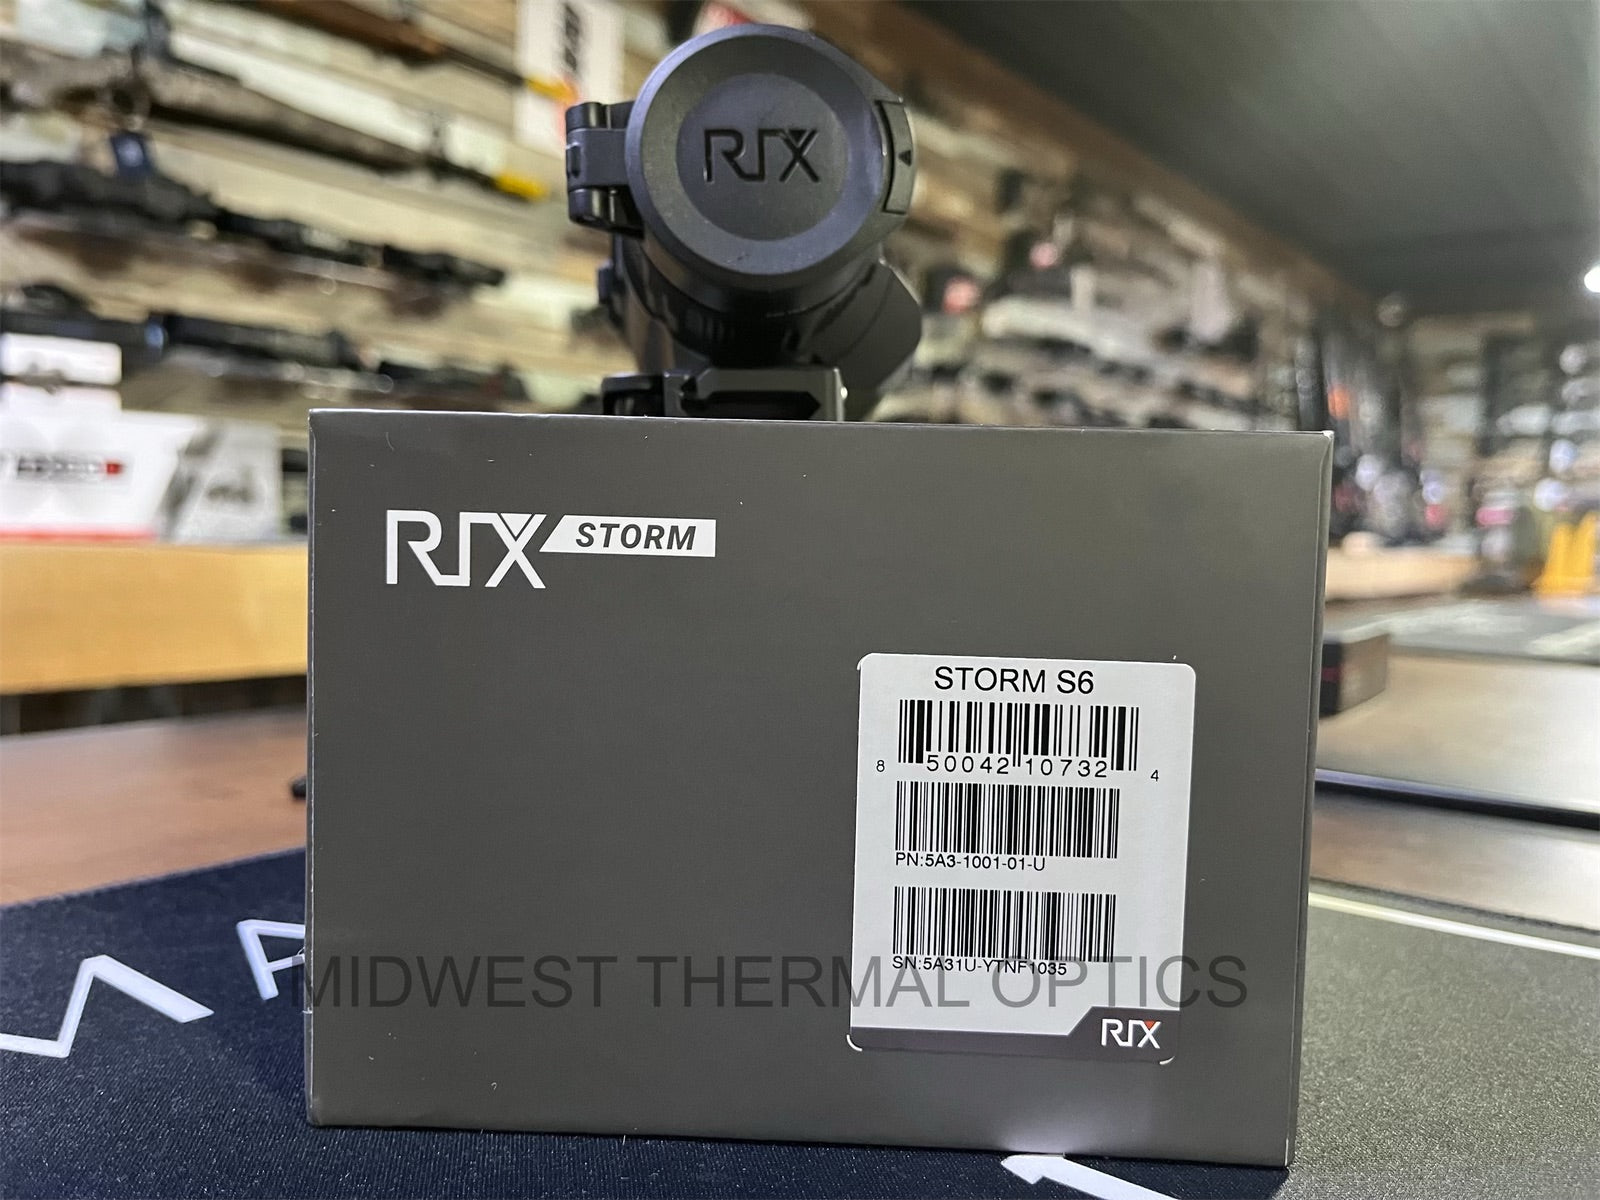 RIX
RIX STORM
STORM S6
8 50042 10732 4
PN:5A3-1001-01-U
SN:5A31U-YTNF1035
MIDWEST THERMAL OPTICS
RIX